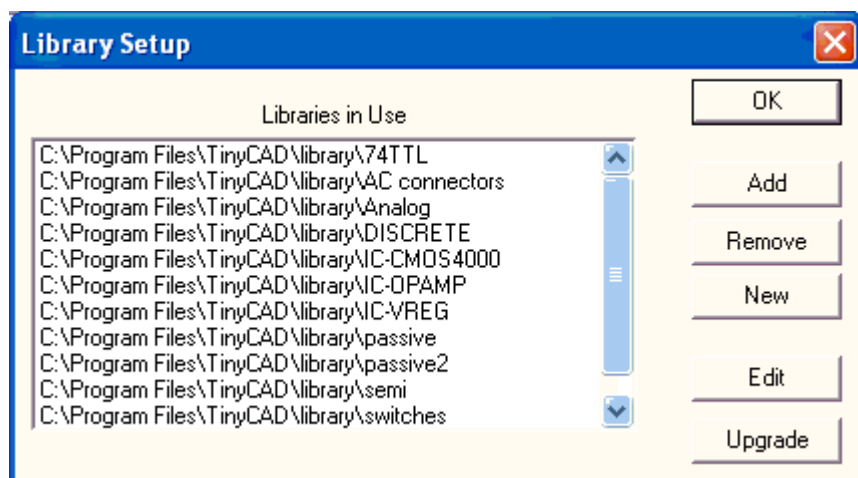 Library Setup
Libraries in Use
C:\Program Files\TinyCAD\library\74TTL
C:\Program Files\TinyCAD\library\AC connectors
C:\Program Files\TinyCAD\library\Analog
C:\Program Files\TinyCAD\library\DISCRETE
C:\Program Files\TinyCAD\library\IC-CMOS4000
C:\Program Files\TinyCAD\library\IC-OPAMP
C:\Program Files\TinyCAD\library\IC-VREG
C:\Program Files\TinyCAD\library\passive
C:\Program Files\TinyCAD\library\passive2
C:\Program Files\TinyCAD\library\semi
C:\Program Files\TinyCAD\library\switches
OK
Add
Remove
New
Edit
Upgrade